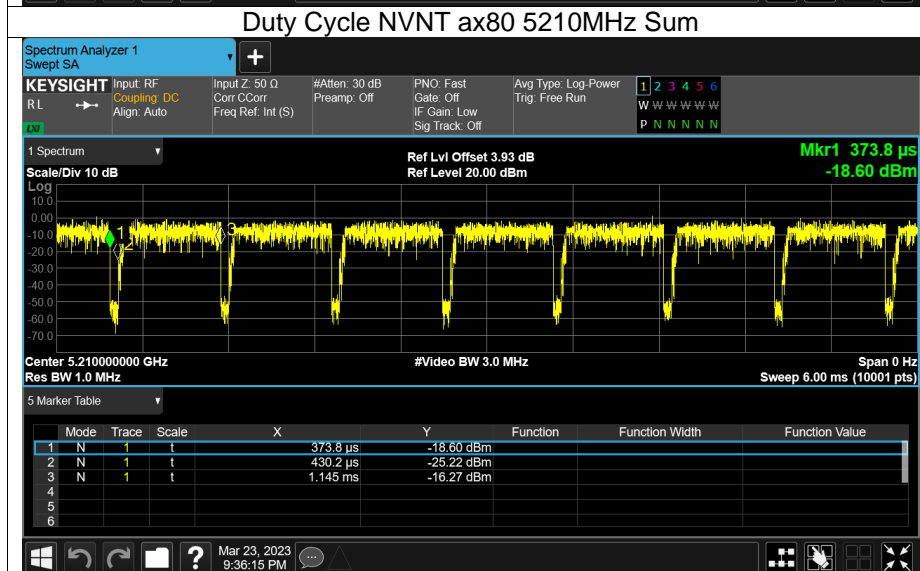 Duty Cycle NVNT ax80 5210MHz Sum
Spectrum Analyzer 1
Swept SA
+
KEYSIGHT Input: RF Input Z: 50 Ω #Atten: 30 dB PNO: Fast Avg Type: Log-Power 1 2 3 4 5 6
RL Coupling: DC Corr CCorr Preamp: Off Gate: Off Trig: Free Run W W W W W W
Align: Auto Freq Ref: Int (S) IF Gain: Low
LXI Sig Track: Off P N N N N N
1 Spectrum Ref Lvl Offset 3.93 dB Mkr1 373.8 µs
Scale/Div 10 dB Ref Level 20.00 dBm -18.60 dBm
Log
10.0
0.00
-10.0 1 2 3
-20.0
-30.0
-40.0
-50.0
-60.0
-70.0
Center 5.210000000 GHz #Video BW 3.0 MHz Span 0 Hz
Res BW 1.0 MHz Sweep 6.00 ms (10001 pts)
5 Marker Table
Mode Trace Scale X Y Function Function Width Function Value
1 N 1 t 373.8 µs -18.60 dBm
2 N 1 t 430.2 µs -25.22 dBm
3 N 1 t 1.145 ms -16.27 dBm
4
5
6
? Mar 23, 2023
9:36:15 PM